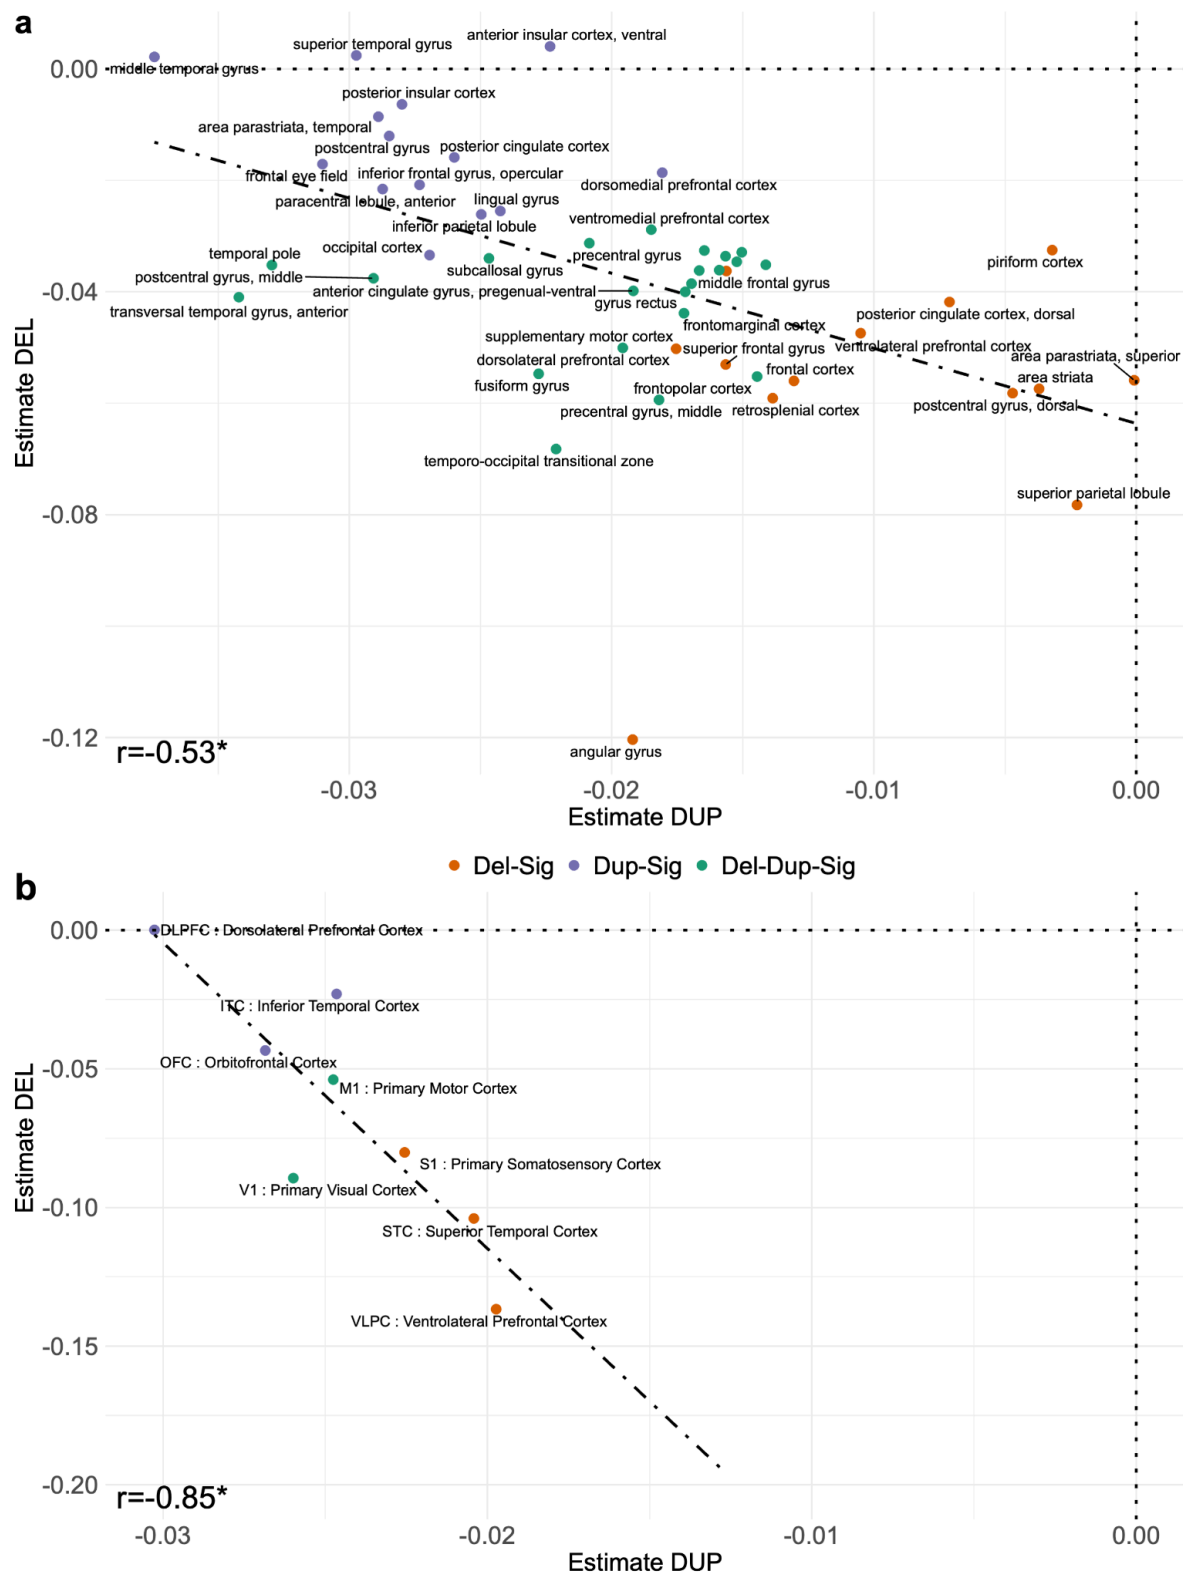 a
anterior insular cortex, ventral
superior temporal gyrus
0.00
middle temporal gyrus
posterior insular cortex
area parastriata, temporal
postcentral gyrus
posterior cingulate cortex
frontal eye field
inferior frontal gyrus, opercular
dorsomedial prefrontal cortex
paracentral lobule, anterior
lingual gyrus
ventromedial prefrontal cortex
inferior parietal lobule
occipital cortex
temporal pole
precentral gyrus
piriform cortex
postcentral gyrus, middle
subcallosal gyrus
-0.04
anterior cingulate gyrus, pregenual-ventral
middle frontal gyrus
gyrus rectus
transversal temporal gyrus, anterior
posterior cingulate cortex, dorsal
frontomarginal cortex
supplementary motor cortex
superior frontal gyrus
ventrolateral prefrontal cortex
area parastriata, superior
dorsolateral prefrontal cortex
frontal cortex
area striata
fusiform gyrus
frontopolar cortex
postcentral gyrus, dorsal
precentral gyrus, middle
retrosplenial cortex
temporo-occipital transitional zone
superior parietal lobule
-0.08
-0.12
angular gyrus
r=-0.53*
Estimate DEL
-0.03
-0.02
-0.01
0.00
Estimate DUP
Del-Sig
Dup-Sig
Del-Dup-Sig
b
0.00
DLPFC : Dorsolateral Prefrontal Cortex
ITC : Inferior Temporal Cortex
OFC : Orbitofrontal Cortex
-0.05
M1 : Primary Motor Cortex
S1 : Primary Somatosensory Cortex
V1 : Primary Visual Cortex
-0.10
STC : Superior Temporal Cortex
VLPC : Ventrolateral Prefrontal Cortex
-0.15
-0.20
r=-0.85*
Estimate DEL
-0.03
-0.02
-0.01
0.00
Estimate DUP